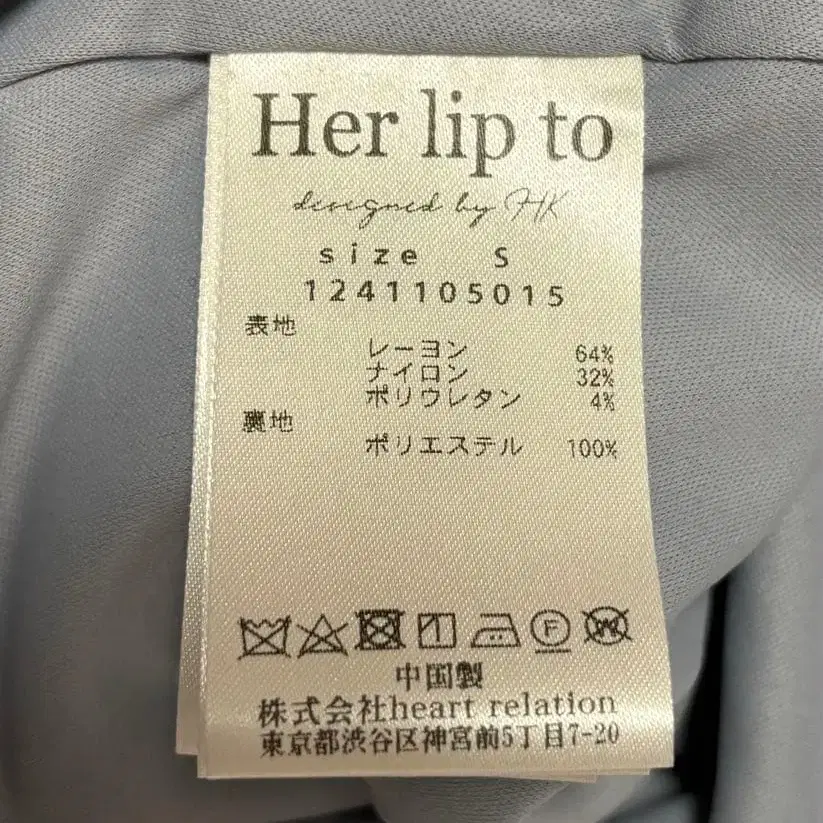 Her lip to
designed by HK
size S
1241105015
表地
レーヨン 64%
ナイロン 32%
ポリウレタン 4%
裏地
ポリエステル 100%
F W
中国製
株式会社heart relation
東京都渋谷区神宮前5丁目7-20